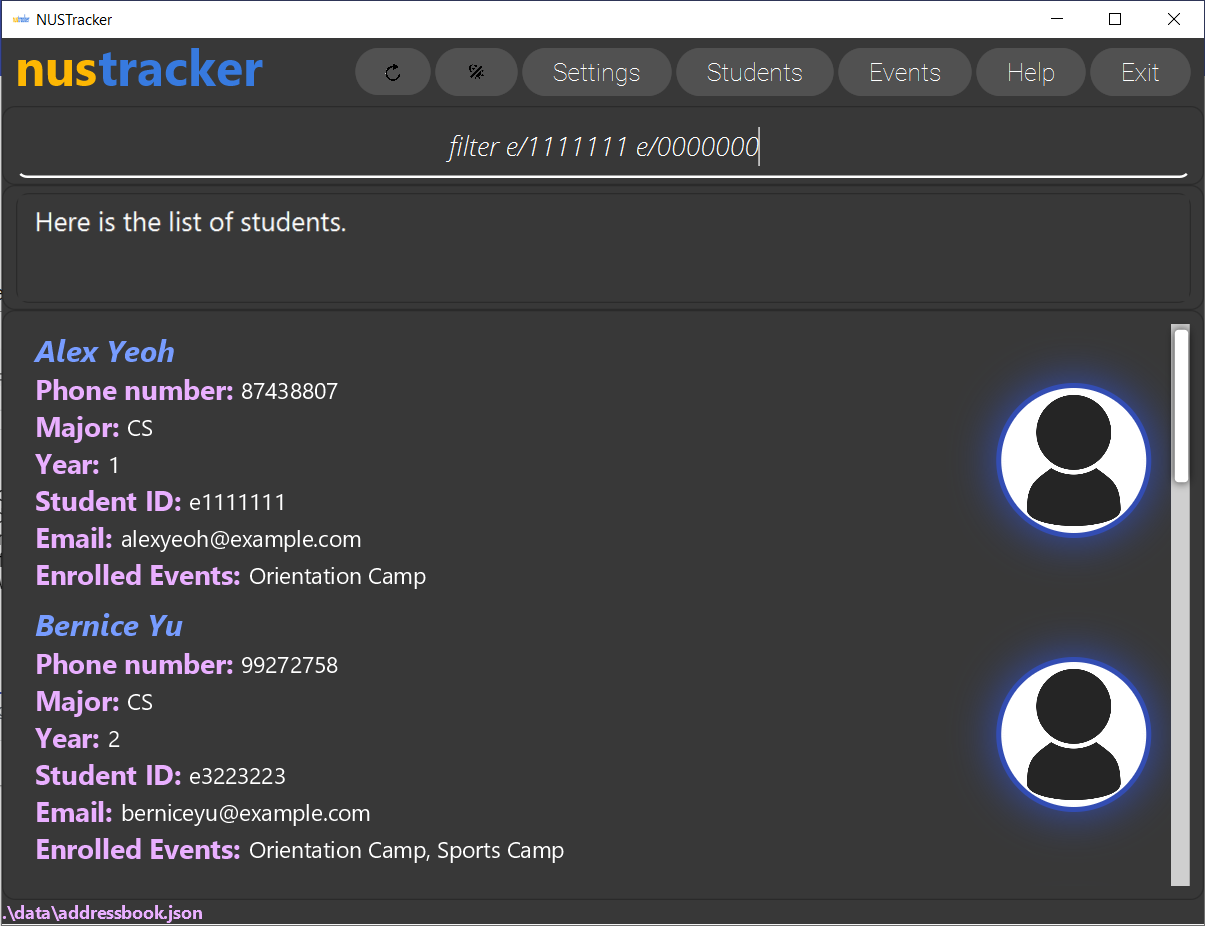 NUSTracker
nustracker
Settings
Students
Events
Help
Exit
filter e/1111111 e/0000000
Here is the list of students.
Alex Yeoh
Phone number: 87438807
Major: CS
Year: 1
Student ID: e1111111
Email: alexyeoh@example.com
Enrolled Events: Orientation Camp
Bernice Yu
Phone number: 99272758
Major: CS
Year: 2
Student ID: e3223223
Email: berniceyu@example.com
Enrolled Events: Orientation Camp, Sports Camp
.\data\addressbook.json